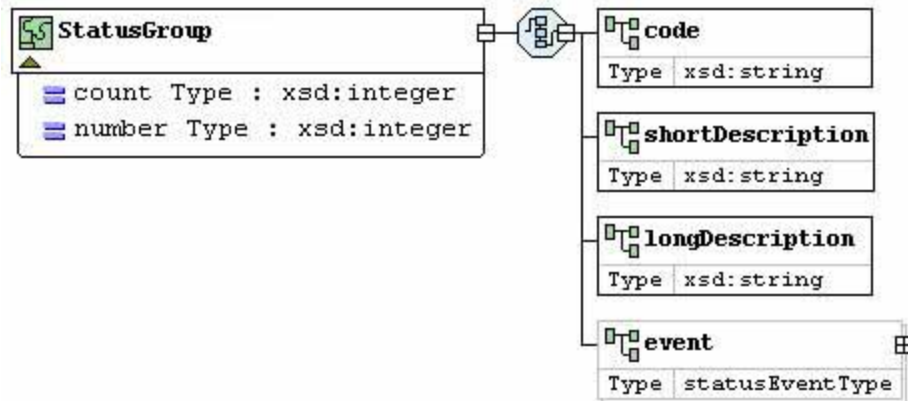 StatusGroup
count Type : xsd:integer
number Type : xsd:integer
code
Type xsd:string
shortDescription
Type xsd:string
longDescription
Type xsd:string
event
Type statusEventType